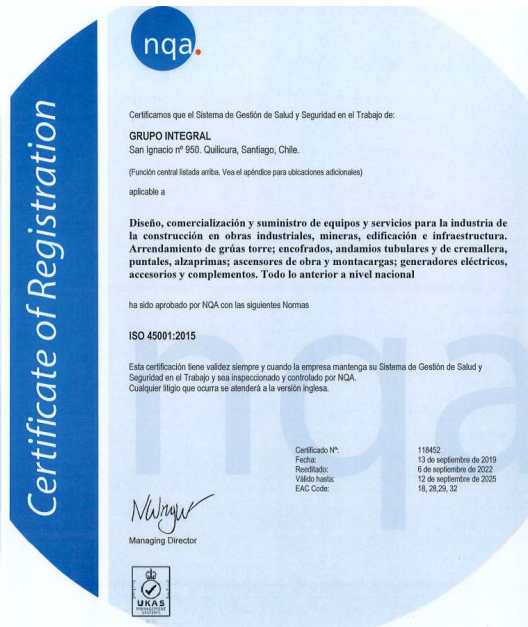 nqa.
Certificate of Registration
Certificamos que el Sistema de Gestión de Salud y Seguridad en el Trabajo de:
GRUPO INTEGRAL
San Ignacio nº 950. Quilicura, Santiago, Chile.
(Función central listada arriba. Vea el apéndice para ubicaciones adicionales)
aplicable a
Diseño, comercialización y suministro de equipos y servicios para la industria de
la construcción en obras industriales, mineras, edificación e infraestructura.
Arrendamiento de grúas torre; encofrados, andamios tubulares y de cremallera,
puntales, alzaprimas; ascensores de obra y montacargas; generadores eléctricos,
accesorios y complementos. Todo lo anterior a nivel nacional
ha sido aprobado por NQA con las siguientes Normas
ISO 45001:2015
Esta certificación tiene validez siempre y cuando la empresa mantenga su Sistema de Gestión de Salud y
Seguridad en el Trabajo y sea inspeccionado y controlado por NQA.
Cualquier litigio que ocurra se atenderá a la versión inglesa.
nqa
Certificado Nº: 118452
Fecha: 13 de septiembre de 2019
Reeditado: 6 de septiembre de 2022
Válido hasta: 12 de septiembre de 2025
EAC Code: 18, 28,29, 32
Managing Director
UKAS
MANAGEMENT
SYSTEMS